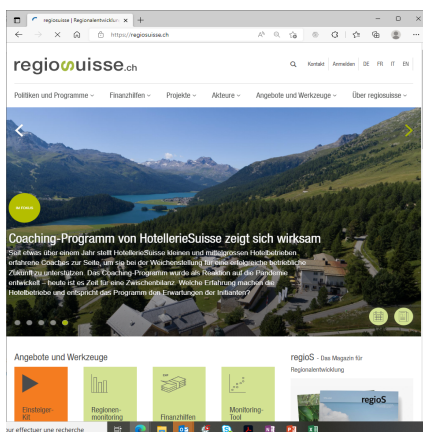 regiosuisse | Regionalentwicklun
https://regiosuisse.ch
regiosuisse.ch
Kontakt Anmelden DE FR IT EN
Politiken und Programme Finanzhilfen Projekte Akteure Angebote und Werkzeuge Über regiosuisse
IM FOKUS
Coaching-Programm von HotellerieSuisse zeigt sich wirksam
Seit etwas über einem Jahr stellt HotellerieSuisse kleinen und mittelgrossen Hotelbetrieben
erfahrene Coaches zur Seite, um sie bei der Weichenstellung für eine erfolgreiche betriebliche
Zukunft zu unterstützen. Das Coaching-Programm wurde als Reaktion auf die Pandemie
entwickelt – heute ist es Zeit für eine Zwischenbilanz. Welche Erfahrung machen die
Hotelbetriebe und entspricht das Programm den Erwartungen der Initianten?
Angebote und Werkzeuge
regioS - Das Magazin für
Regionalentwicklung
Einsteiger-
Kit
Regionen-
monitoring
Finanzhilfen
Monitoring-
Tool
regioS
our effectuer une recherche